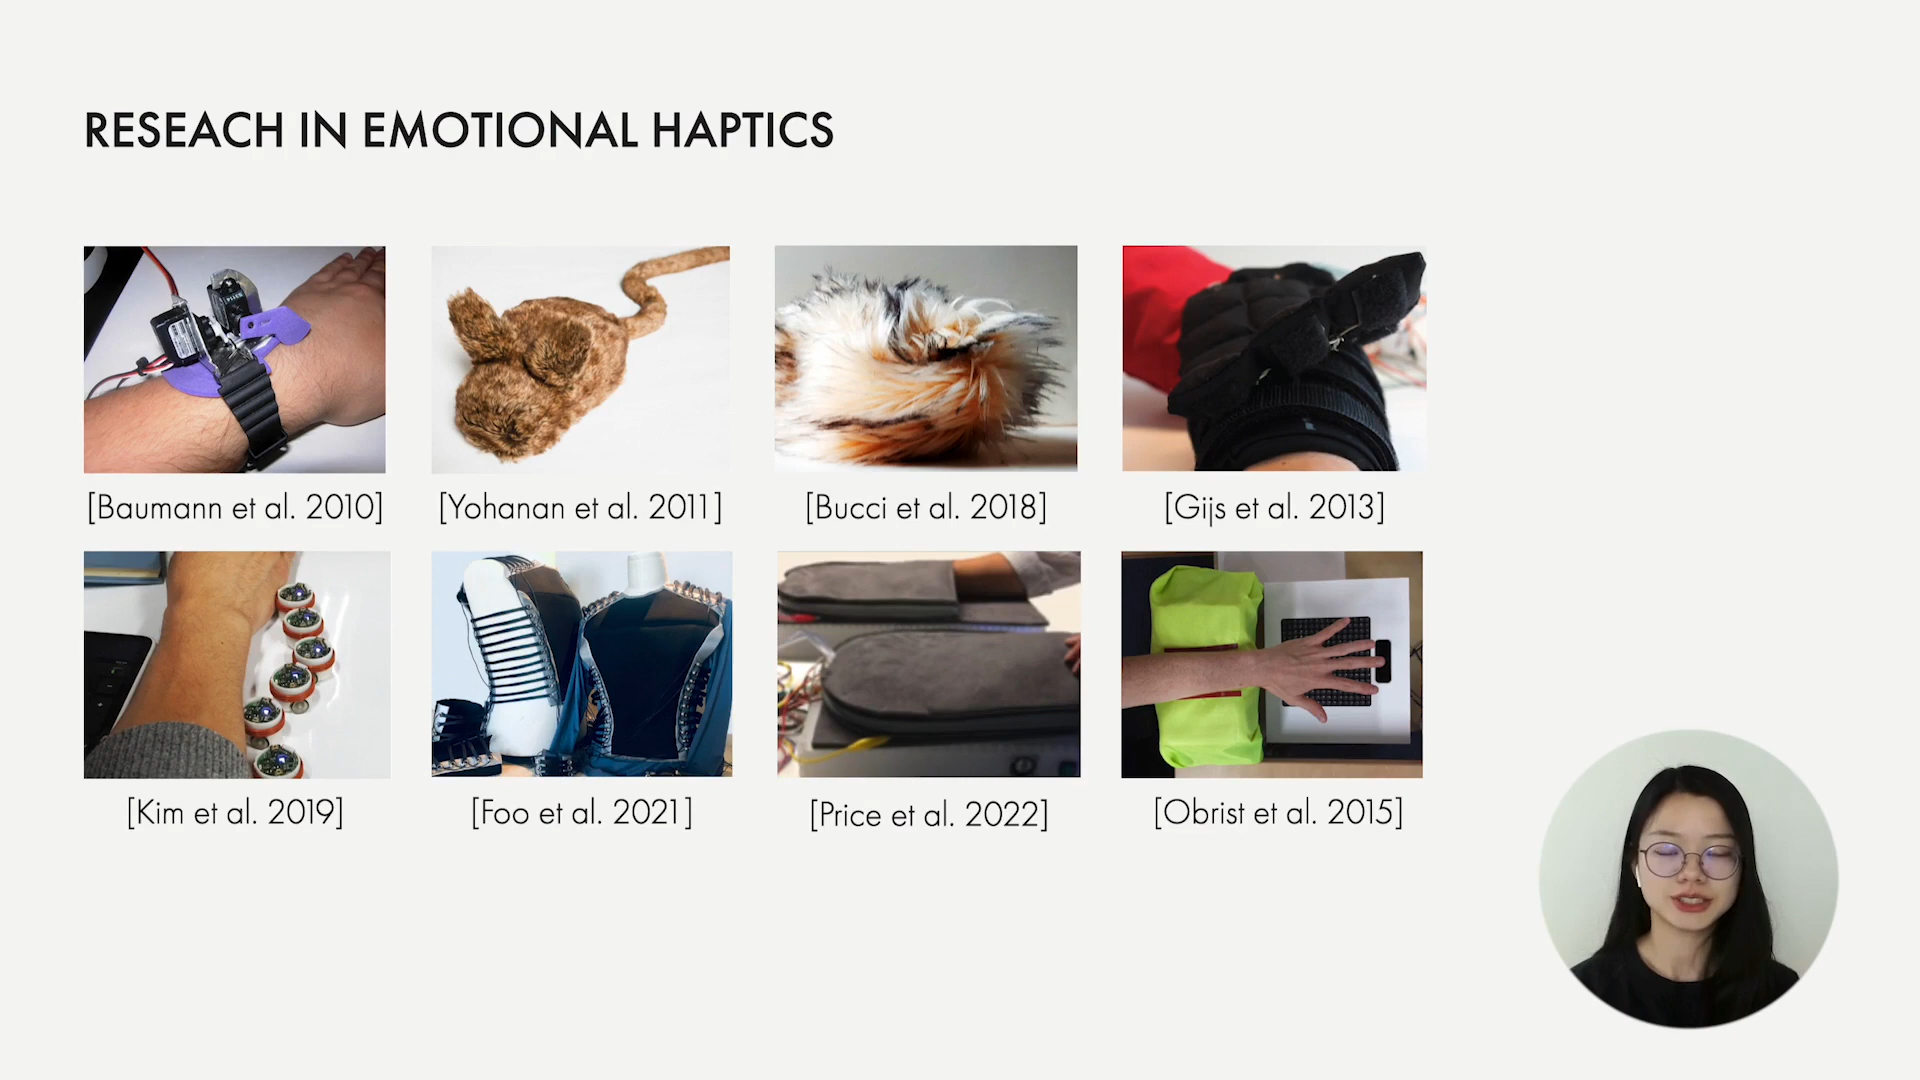 RESEACH IN EMOTIONAL HAPTICS
[Baumann et al. 2010]
[Yohanan et al. 2011]
[Bucci et al. 2018]
[Gijs et al. 2013]
[Kim et al. 2019]
[Foo et al. 2021]
[Price et al. 2022]
[Obrist et al. 2015]